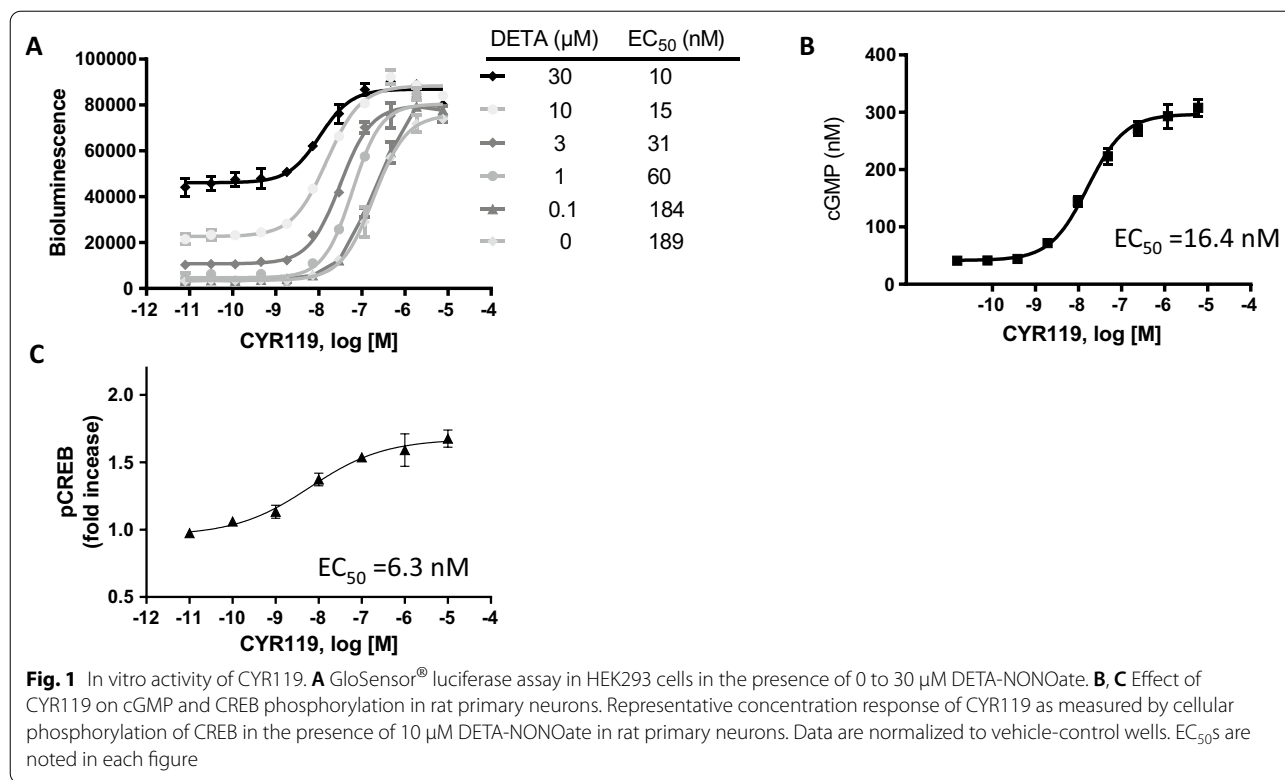 A
DETA (µM) EC50 (nM)
30 10
10 15
3 31
1 60
0.1 184
0 189
Bioluminescence
100000
80000
60000
40000
20000
0
-12 -11 -10 -9 -8 -7 -6 -5 -4
CYR119, log [M]
B
cGMP (nM)
400
300
200
100
0
EC50 =16.4 nM
-10 -9 -8 -7 -6 -5
CYR119, log [M]
C
pCREB
(fold incease)
2.0
1.5
1.0
0.5
EC50 =6.3 nM
-12 -11 -10 -9 -8 -7 -6 -5 -4
CYR119, log [M]
Fig. 1 In vitro activity of CYR119. A GloSensor® luciferase assay in HEK293 cells in the presence of 0 to 30 µM DETA-NONOate. B, C Effect of
CYR119 on cGMP and CREB phosphorylation in rat primary neurons. Representative concentration response of CYR119 as measured by cellular
phosphorylation of CREB in the presence of 10 µM DETA-NONOate in rat primary neurons. Data are normalized to vehicle-control wells. EC50s are
noted in each figure